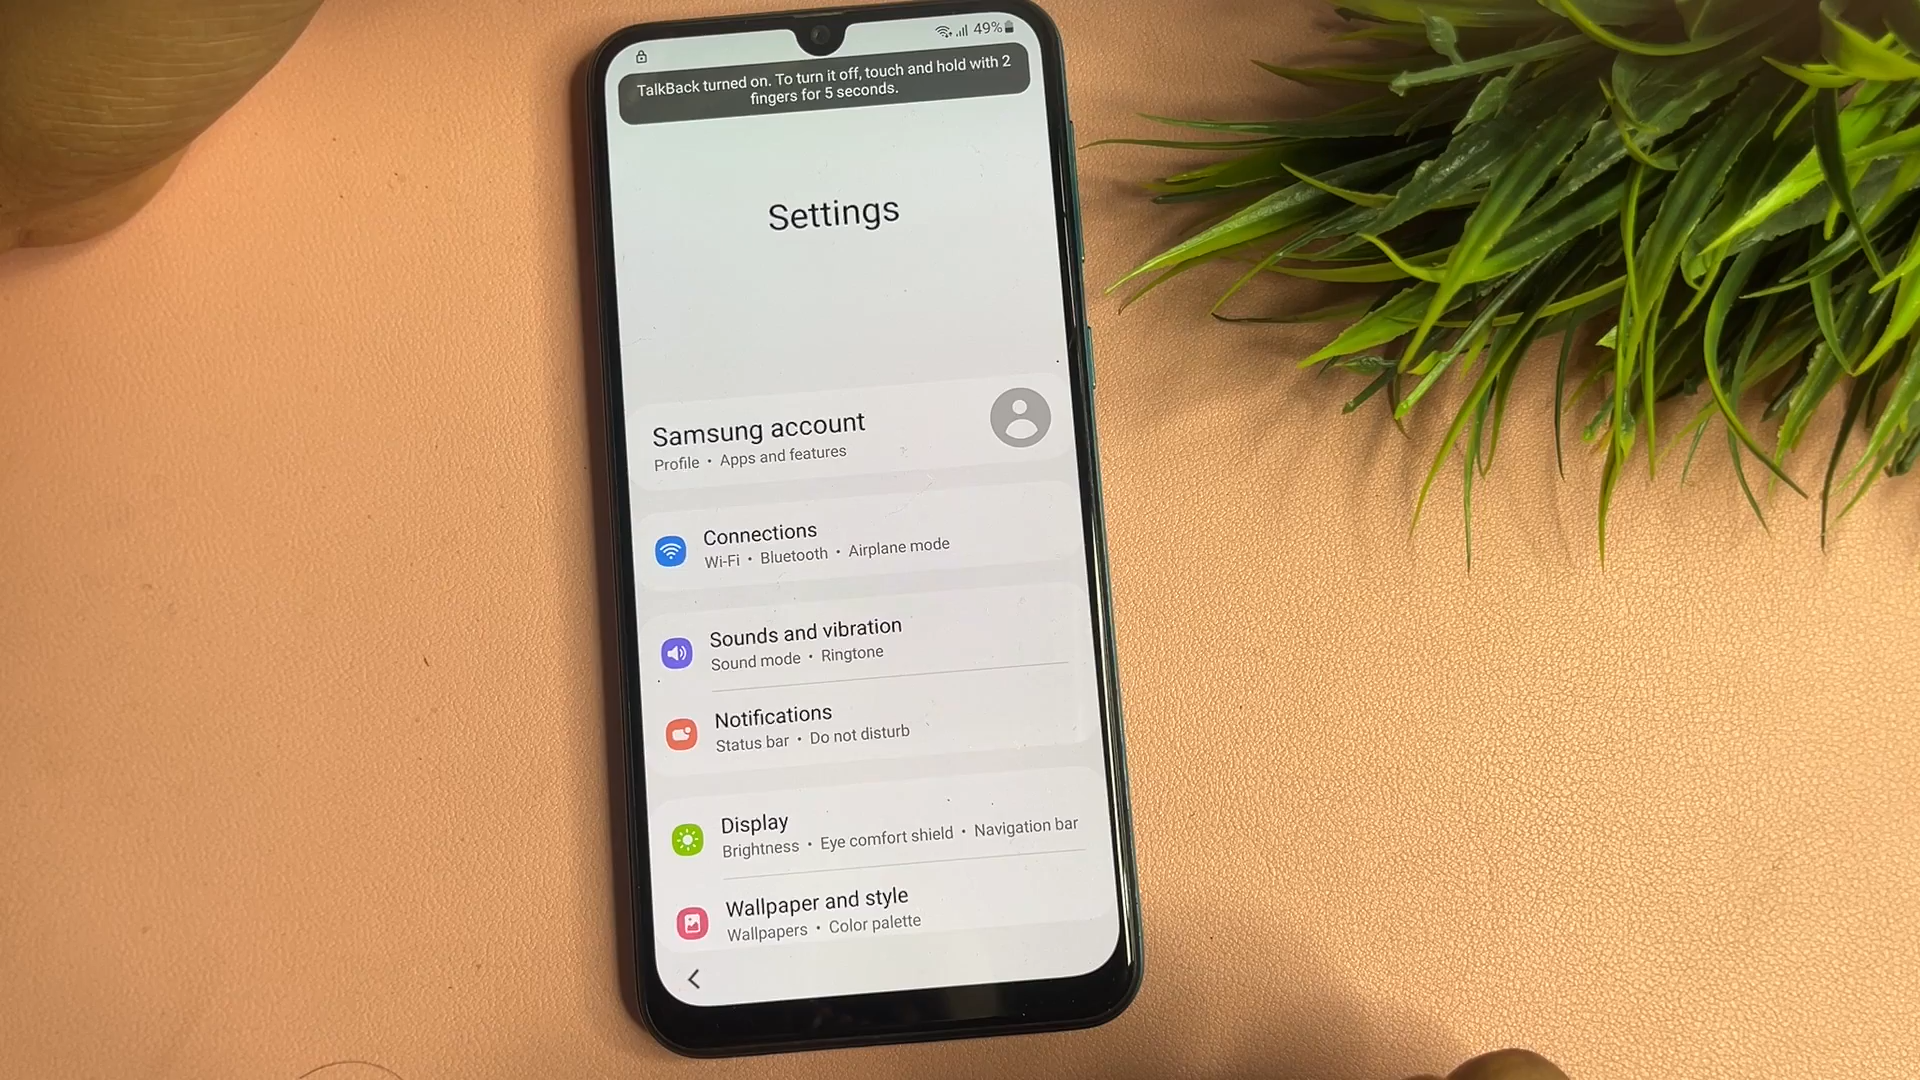 49%
TalkBack turned on. To turn it off, touch and hold with 2
fingers for 5 seconds.
Settings
Samsung account
Profile • Apps and features
Connections
Wi-Fi • Bluetooth • Airplane mode
Sounds and vibration
Sound mode • Ringtone
Notifications
Status bar • Do not disturb
Display
Brightness • Eye comfort shield • Navigation bar
Wallpaper and style
Wallpapers • Color palette